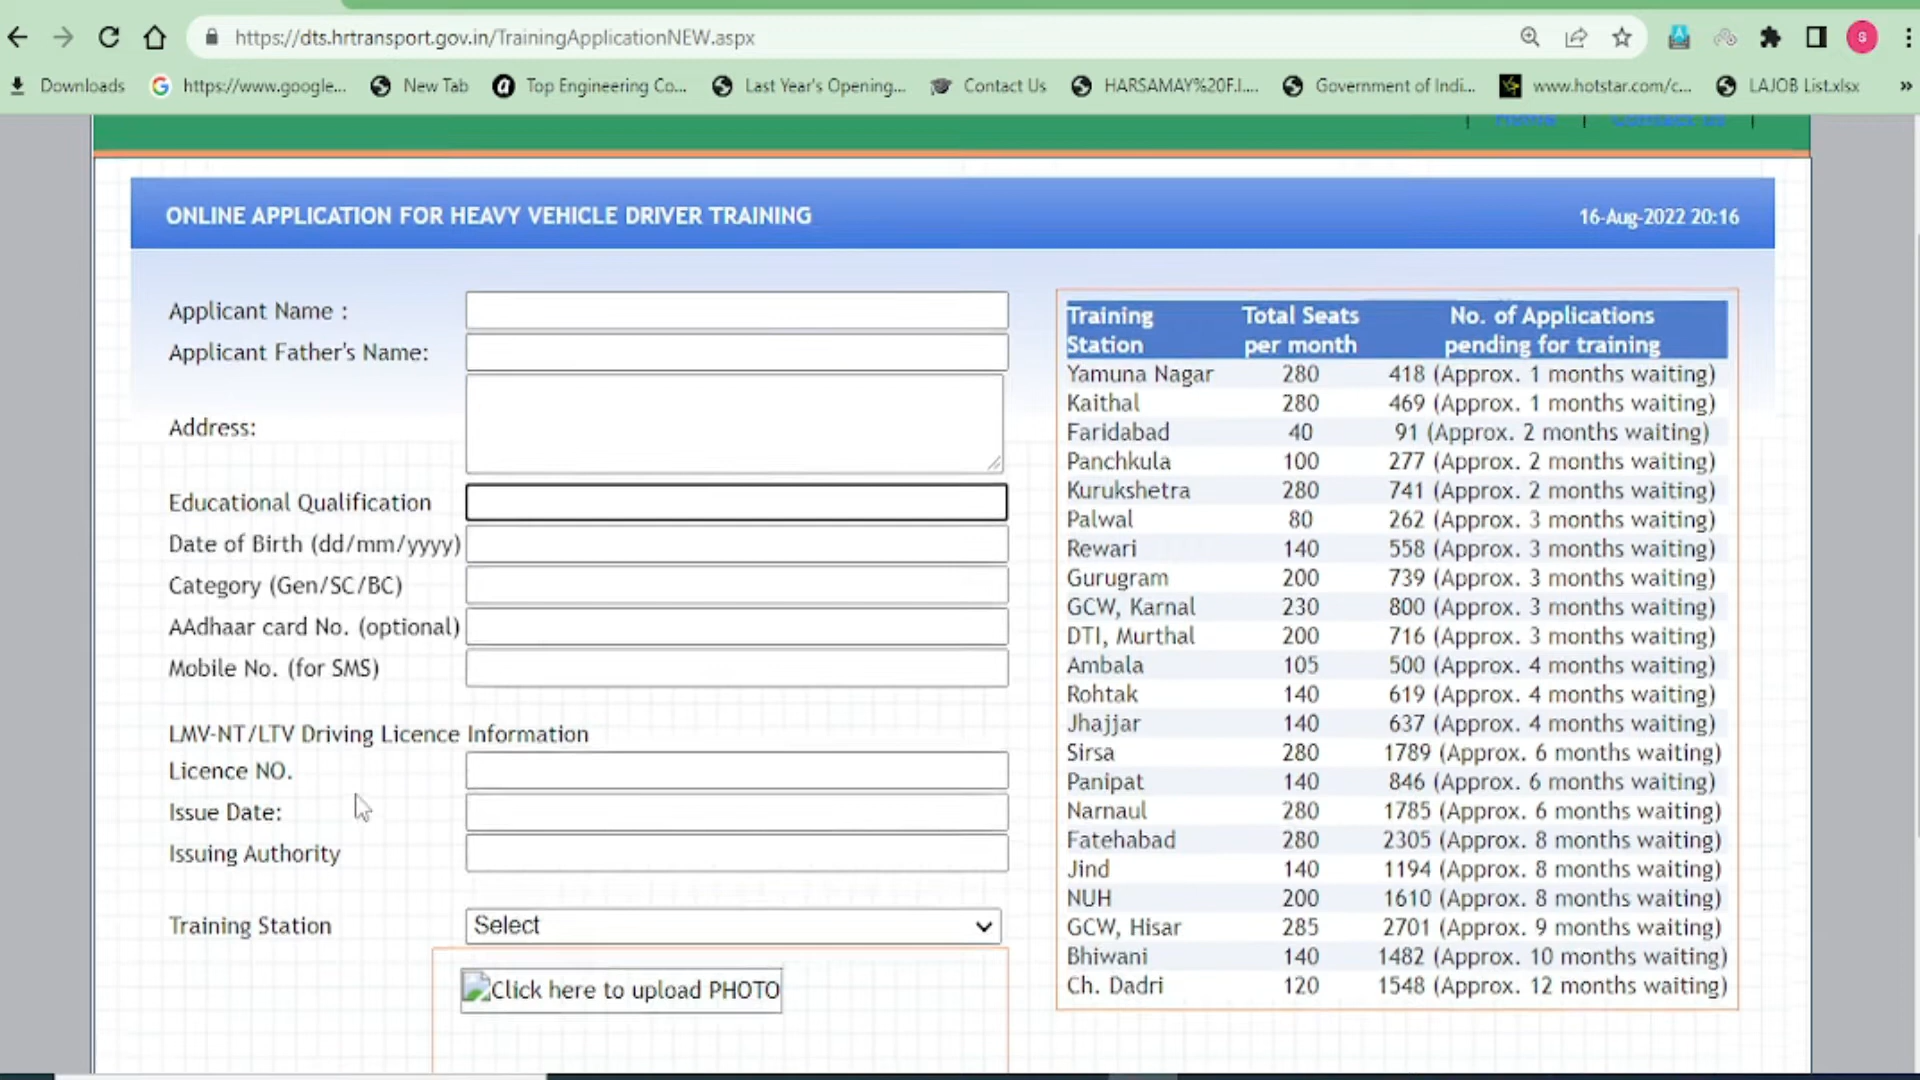 https://dts.hrtransport.gov.in/TrainingApplicationNEW.aspx
S
Downloads https://www.google... New Tab Top Engineering Co... Last Year's Opening... Contact Us HARSAMAY%20F.I.... Government of Indi... www.hotstar.com/c... LAJOB List.xlsx »
| Home | Contact us |
ONLINE APPLICATION FOR HEAVY VEHICLE DRIVER TRAINING 16-Aug-2022 20:16
Applicant Name :
Applicant Father's Name:
Address:
Educational Qualification
Date of Birth (dd/mm/yyyy)
Category (Gen/SC/BC)
AAdhaar card No. (optional)
Mobile No. (for SMS)
LMV-NT/LTV Driving Licence Information
Licence NO.
Issue Date:
Issuing Authority
Training Station Select
Click here to upload PHOTO
Training Total Seats No. of Applications
Station per month pending for training
Yamuna Nagar 280 418 (Approx. 1 months waiting)
Kaithal 280 469 (Approx. 1 months waiting)
Faridabad 40 91 (Approx. 2 months waiting)
Panchkula 100 277 (Approx. 2 months waiting)
Kurukshetra 280 741 (Approx. 2 months waiting)
Palwal 80 262 (Approx. 3 months waiting)
Rewari 140 558 (Approx. 3 months waiting)
Gurugram 200 739 (Approx. 3 months waiting)
GCW, Karnal 230 800 (Approx. 3 months waiting)
DTI, Murthal 200 716 (Approx. 3 months waiting)
Ambala 105 500 (Approx. 4 months waiting)
Rohtak 140 619 (Approx. 4 months waiting)
Jhajjar 140 637 (Approx. 4 months waiting)
Sirsa 280 1789 (Approx. 6 months waiting)
Panipat 140 846 (Approx. 6 months waiting)
Narnaul 280 1785 (Approx. 6 months waiting)
Fatehabad 280 2305 (Approx. 8 months waiting)
Jind 140 1194 (Approx. 8 months waiting)
NUH 200 1610 (Approx. 8 months waiting)
GCW, Hisar 285 2701 (Approx. 9 months waiting)
Bhiwani 140 1482 (Approx. 10 months waiting)
Ch. Dadri 120 1548 (Approx. 12 months waiting)